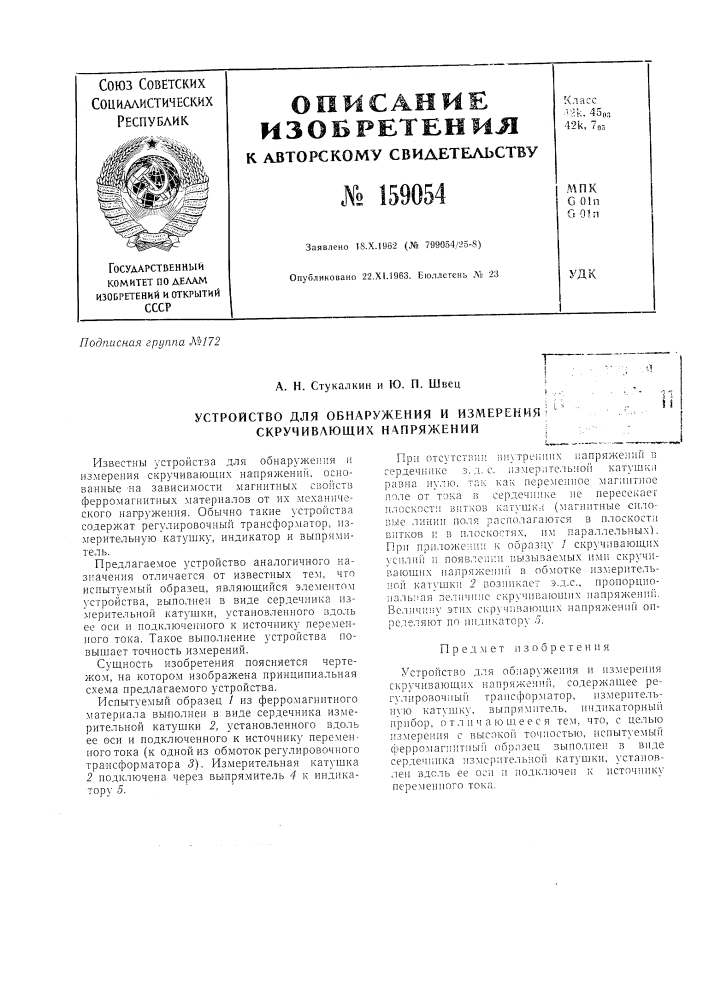 Союз Советских
Социалистических
Республик
Государственный
комитет по делам
изобретений и открытий
СССР
ОПИСАНИЕ
ИЗОБРЕТЕНИЯ
К АВТОРСКОМУ СВИДЕТЕЛЬСТВУ
№ 159054
Заявлено 18.X.1962 (№ 799054/25-8)
Опубликовано 22.XI.1963. Бюллетень № 23
Класс
42k, 45₀₃
42k, 7₀₅
МПК
G 01n
G 01n
УДК
Подписная группа №172
А. Н. Стукалкин и Ю. П. Швец
УСТРОЙСТВО ДЛЯ ОБНАРУЖЕНИЯ И ИЗМЕРЕНИЯ
СКРУЧИВАЮЩИХ НАПРЯЖЕНИЙ
Известны устройства для обнаружения и
измерения скручивающих напряжений, осно-
ванные на зависимости магнитных свойств
ферромагнитных материалов от их механиче-
ского нагружения. Обычно такие устройства
содержат регулировочный трансформатор, из-
мерительную катушку, индикатор и выпрями-
тель.
Предлагаемое устройство аналогичного на-
значения отличается от известных тем, что
испытуемый образец, являющийся элементом
устройства, выполнен в виде сердечника из-
мерительной катушки, установленного вдоль
ее оси и подключенного к источнику перемен-
ного тока. Такое выполнение устройства по-
вышает точность измерений.
Сущность изобретения поясняется черте-
жом, на котором изображена принципиальная
схема предлагаемого устройства.
Испытуемый образец 1 из ферромагнитного
материала выполнен в виде сердечника изме-
рительной катушки 2, установленного вдоль
ее оси и подключенного к источнику перемен-
ного тока (к одной из обмоток регулировочного
трансформатора 3). Измерительная катушка
2 подключена через выпрямитель 4 к индика-
тору 5.
При отсутствии внутренних напряжений в
сердечнике э.д.с. измерительной катушки
равна нулю, так как переменное магнитное
поле от тока в сердечнике не пересекает
плоскости витков катушки (магнитные сило-
вые линии поля располагаются в плоскости
витков и в плоскостях, им параллельных).
При приложении к образцу 1 скручивающих
усилий и появлении вызываемых ими скручи-
вающих напряжений в обмотке измеритель-
ной катушки 2 возникает э.д.с., пропорцио-
нальная величине скручивающих напряжений.
Величину этих скручивающих напряжений оп-
ределяют по индикатору 5.
Предмет изобретения
Устройство для обнаружения и измерения
скручивающих напряжений, содержащее ре-
гулировочный трансформатор, измеритель-
ную катушку, выпрямитель, индикаторный
прибор, отличающееся тем, что, с целью
измерения с высокой точностью, испытуемый
ферромагнитный образец выполнен в виде
сердечника измерительной катушки, установ-
лен вдоль ее оси и подключен к источнику
переменного тока.